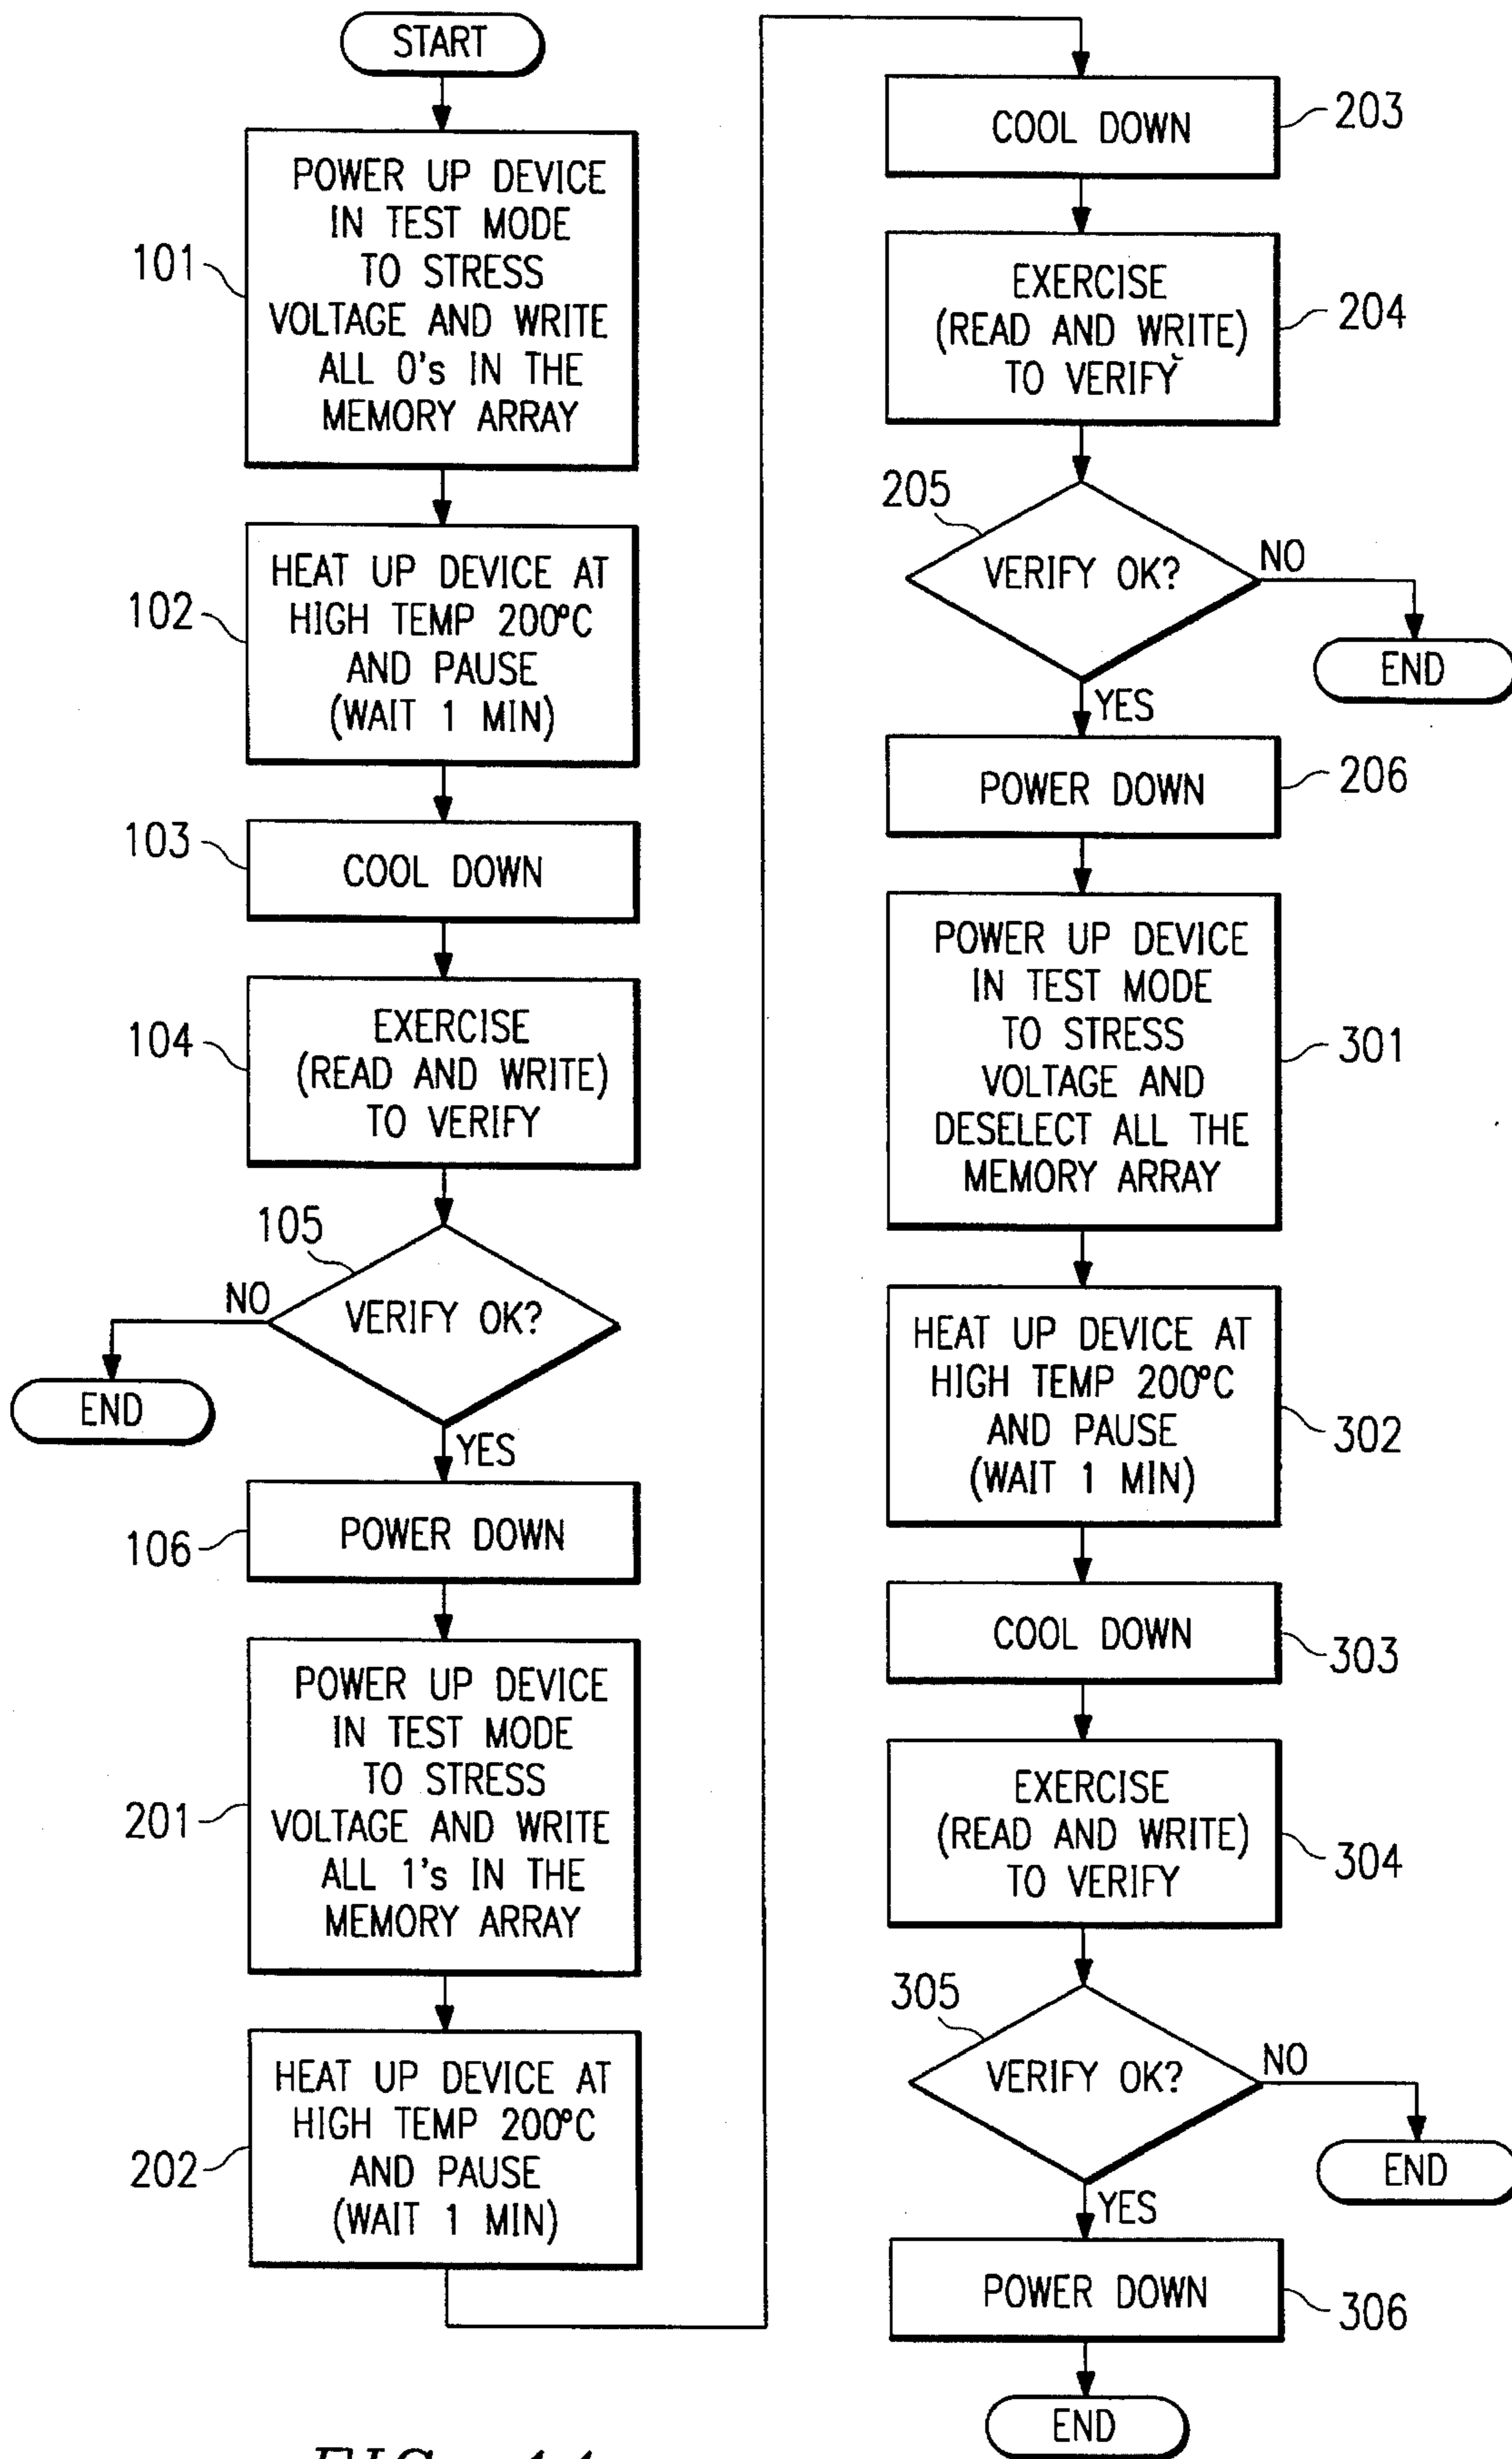 START
101
POWER UP DEVICE
IN TEST MODE
TO STRESS
VOLTAGE AND WRITE
ALL 0's IN THE
MEMORY ARRAY
102
HEAT UP DEVICE AT
HIGH TEMP 200°C
AND PAUSE
(WAIT 1 MIN)
103
COOL DOWN
104
EXERCISE
(READ AND WRITE)
TO VERIFY
105
VERIFY OK?
NO
END
YES
106
POWER DOWN
201
POWER UP DEVICE
IN TEST MODE
TO STRESS
VOLTAGE AND WRITE
ALL 1's IN THE
MEMORY ARRAY
202
HEAT UP DEVICE AT
HIGH TEMP 200°C
AND PAUSE
(WAIT 1 MIN)
COOL DOWN
203
EXERCISE
(READ AND WRITE)
TO VERIFY
204
205
VERIFY OK?
NO
END
YES
POWER DOWN
206
POWER UP DEVICE
IN TEST MODE
TO STRESS
VOLTAGE AND
DESELECT ALL THE
MEMORY ARRAY
301
HEAT UP DEVICE AT
HIGH TEMP 200°C
AND PAUSE
(WAIT 1 MIN)
302
COOL DOWN
303
EXERCISE
(READ AND WRITE)
TO VERIFY
304
305
VERIFY OK?
NO
END
YES
POWER DOWN
306
END